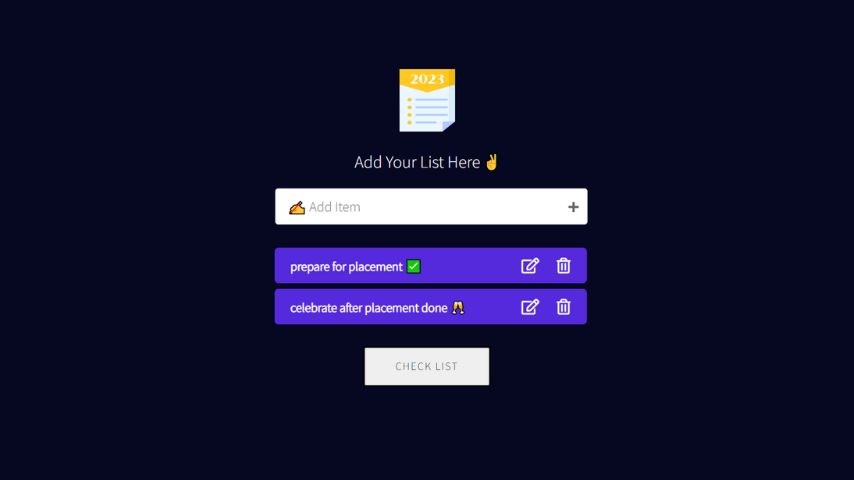 2023
Add Your List Here ✌️
✍️ Add Item +
prepare for placement ✅
celebrate after placement done 🥂
CHECK LIST